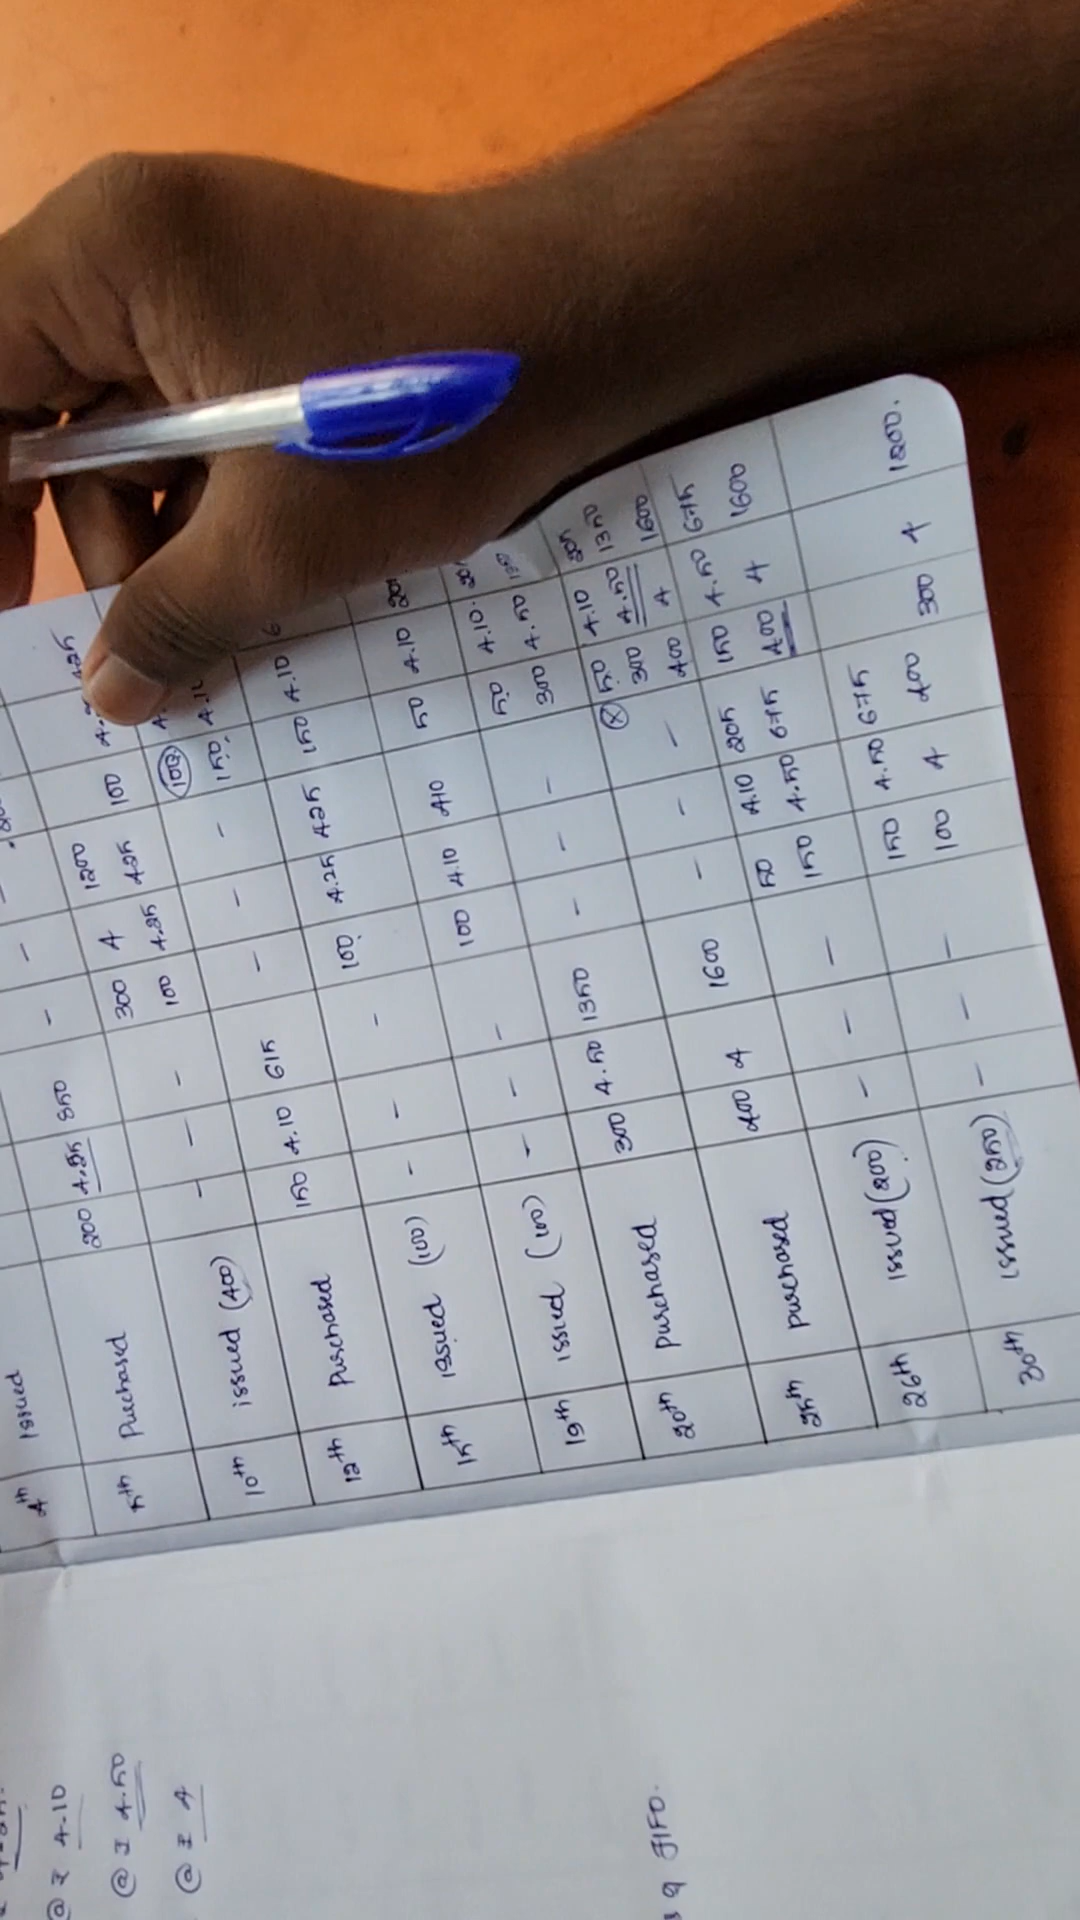 4th Issued
5th Purchased 200 4.25 850
300 4 1200 100
100 4.25 425
10th issued (400) - - -
12th Purchased 150 4.10 615 - - - 150 4.10
15th Issued (100) - - - 100 4.25 425 150 4.10
19th issued (100) - - - 100 4.10 410 50 4.10
20th Purchased 300 4.50 1350 - - - 50 4.10
300 4.50
25th Purchased 400 4 1600 - - - 50 4.10 205
300 4.50 1350
400 4 1600
26th issued (200) - - - 50 4.10 205 150 4.50 675
150 4.50 675 400 4 1600
30th issued (250) - - - 150 4.50 675
100 4 400 300 4 1200.
@ ₹ 4.10
@ ₹ 4.50
@ ₹ 4
FIFO.